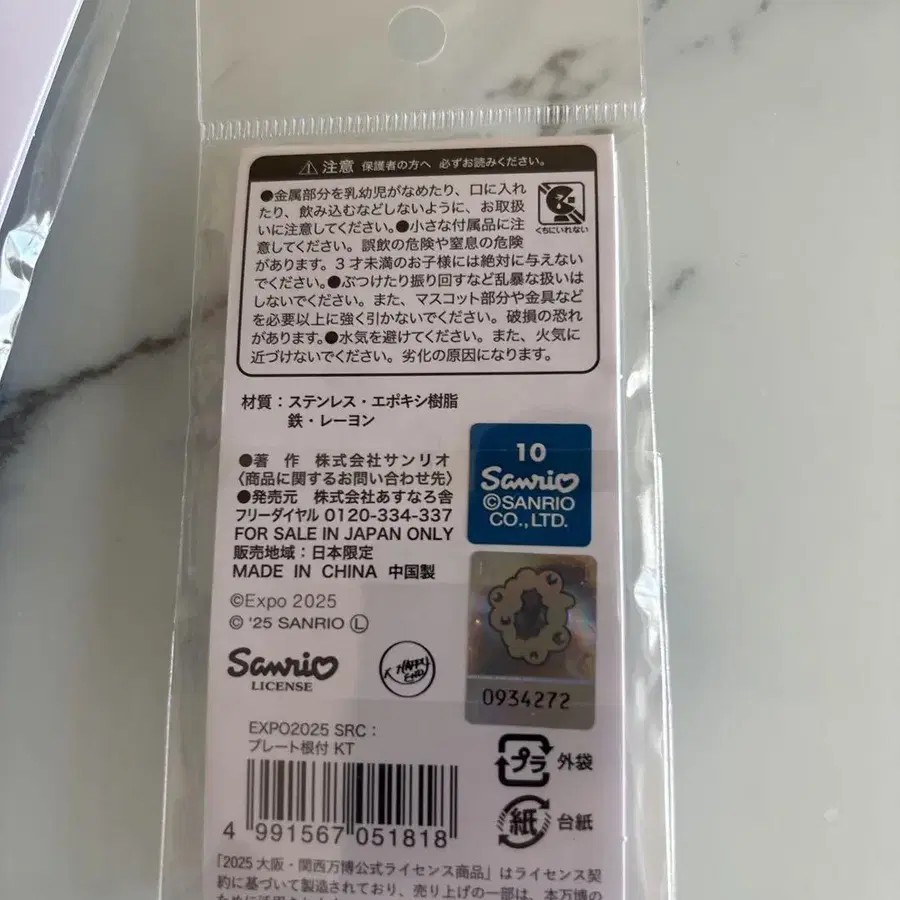 注意 保護者の方へ 必ずお読みください。
●金属部分を乳幼児がなめたり、口に入れ
たり、飲み込むなどしないように、お取扱
いに注意してください。●小さな付属品に注
意してください。誤飲の危険や窒息の危険
があります。3才未満のお子様には絶対に与えない
でください。●ぶつけたり振り回すなど乱暴な扱いは
しないでください。また、マスコット部分や金具など
を必要以上に強く引かないでください。破損の恐れ
があります。●水気を避けてください。また、火気に
近づけないでください。劣化の原因になります。
くちにいれない
材質：ステンレス・エポキシ樹脂
鉄・レーヨン
●著 作 株式会社サンリオ
〈商品に関するお問い合わせ先〉
●発売元 株式会社あすなろ舎
フリーダイヤル 0120-334-337
FOR SALE IN JAPAN ONLY
販売地域：日本限定
MADE IN CHINA 中国製
10
Sanrio
©SANRIO
CO.,LTD.
©Expo 2025
© '25 SANRIO Ⓛ
Sanrio
LICENSE
HAPPY
END
0934272
EXPO2025 SRC：
プレート根付 KT
4 991567 051818
プラ 外袋
紙 台紙
「2025 大阪・関西万博公式ライセンス商品」はライセンス契
約に基づいて製造されており、売り上げの一部は、本万博の